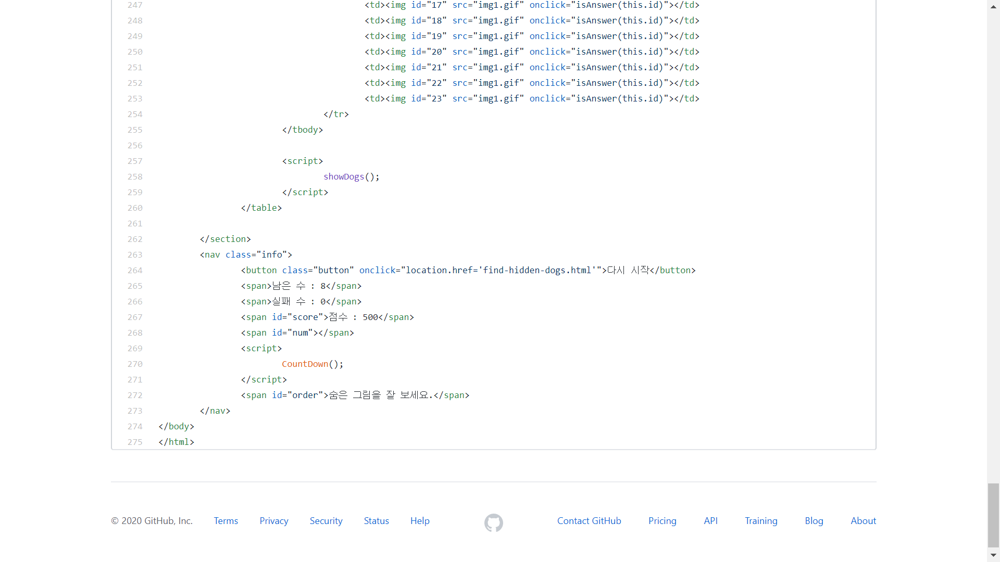 247 <td><img id="17" src="img1.gif" onclick="isAnswer(this.id)"></td>
248 <td><img id="18" src="img1.gif" onclick="isAnswer(this.id)"></td>
249 <td><img id="19" src="img1.gif" onclick="isAnswer(this.id)"></td>
250 <td><img id="20" src="img1.gif" onclick="isAnswer(this.id)"></td>
251 <td><img id="21" src="img1.gif" onclick="isAnswer(this.id)"></td>
252 <td><img id="22" src="img1.gif" onclick="isAnswer(this.id)"></td>
253 <td><img id="23" src="img1.gif" onclick="isAnswer(this.id)"></td>
254 </tr>
255 </tbody>
256
257 <script>
258 showDogs();
259 </script>
260 </table>
261
262 </section>
263 <nav class="info">
264 <button class="button" onclick="location.href='find-hidden-dogs.html'">다시 시작</button>
265 <span>남은 수 : 8</span>
266 <span>실패 수 : 0</span>
267 <span id="score">점수 : 500</span>
268 <span id="num"></span>
269 <script>
270 CountDown();
271 </script>
272 <span id="order">숨은 그림을 잘 보세요.</span>
273 </nav>
274 </body>
275 </html>
© 2020 GitHub, Inc. Terms Privacy Security Status Help Contact GitHub Pricing API Training Blog About